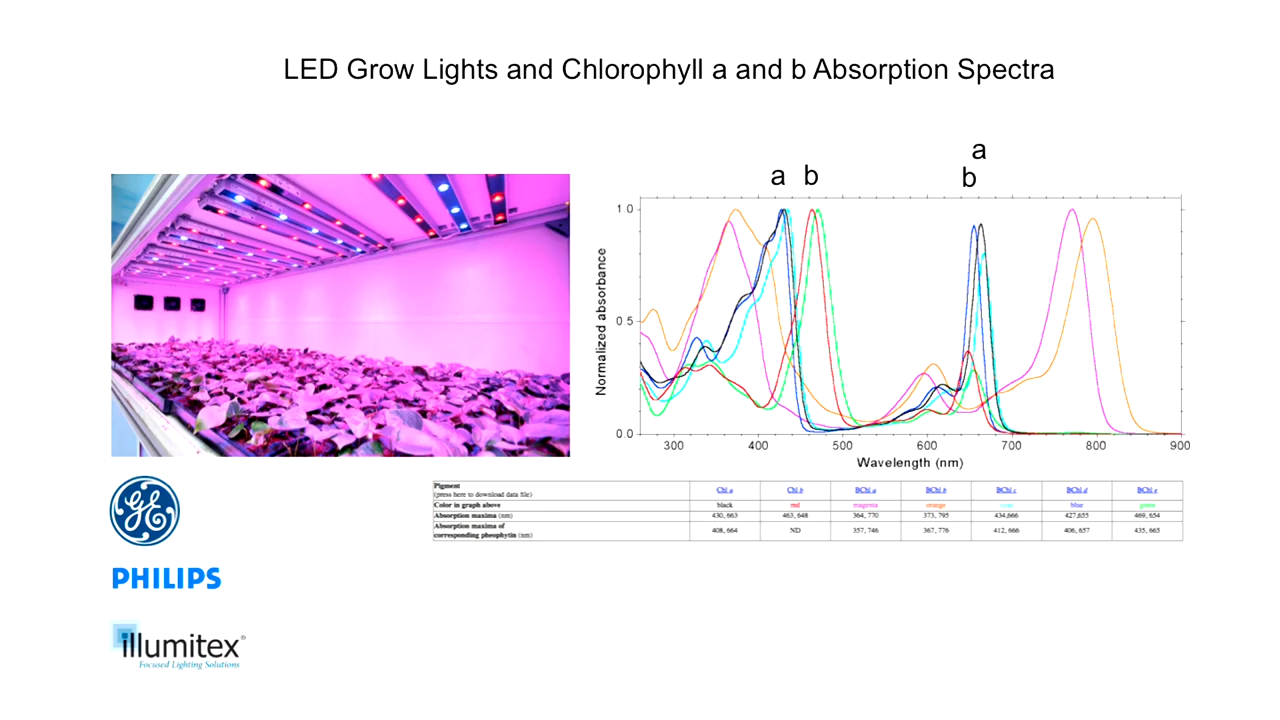 LED Grow Lights and Chlorophyll a and b Absorption Spectra
a
a b b
1.0
0.5
0.0
Normalized absorbance
300 400 500 600 700 800 900
Wavelength (nm)
Pigment
(press here to download data file) Chl a Chl b BChl a BChl b BChl c BChl d BChl e
Color in graph above black red magenta orange cyan blue green
Absorption maxima (nm) 430, 663 463, 648 364, 770 373, 795 434,666 427,655 469, 654
Absorption maxima of
corresponding pheophytin (nm) 408, 664 ND 357, 746 367, 776 412, 666 406, 657 435, 665
GE
PHILIPS
illumitex®
Focused Lighting Solutions